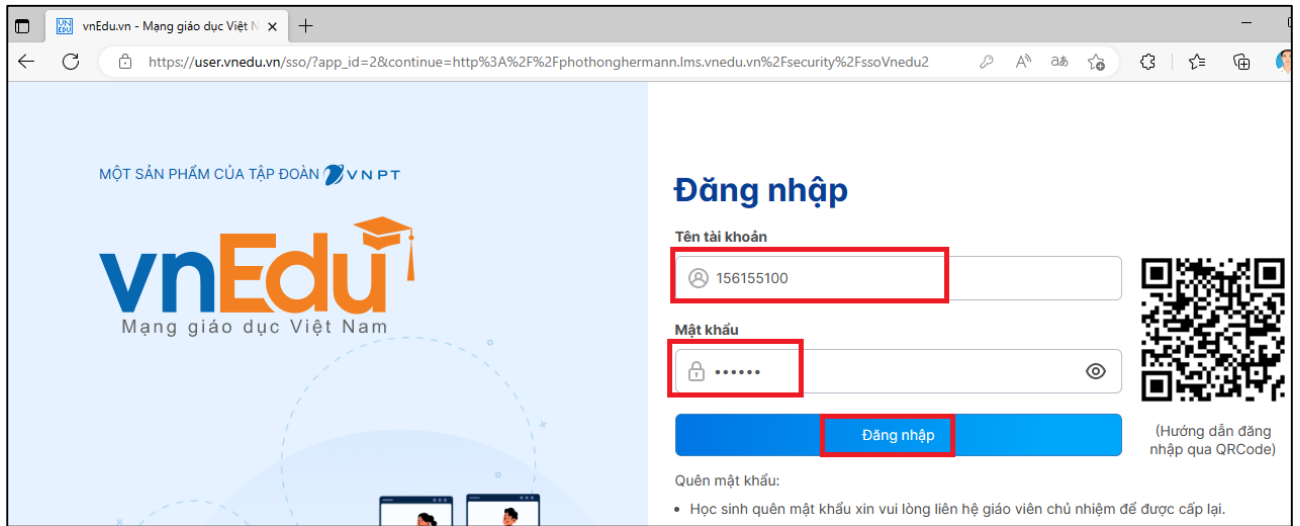 vnEdu.vn - Mạng giáo dục Việt N
https://user.vnedu.vn/sso/?app_id=2&continue=http%3A%2F%2Fphothonghermann.lms.vnedu.vn%2Fsecurity%2FssoVnedu2
MỘT SẢN PHẨM CỦA TẬP ĐOÀN VNPT
vnEdu
Mạng giáo dục Việt Nam
Đăng nhập
Tên tài khoản
156155100
Mật khẩu
••••••
Đăng nhập
(Hướng dẫn đăng
nhập qua QRCode)
Quên mật khẩu:
• Học sinh quên mật khẩu xin vui lòng liên hệ giáo viên chủ nhiệm để được cấp lại.